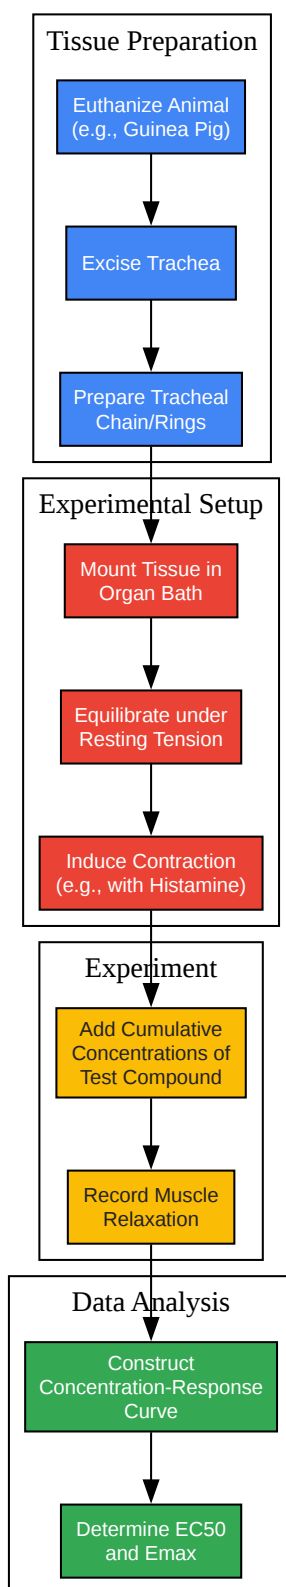 Tissue Preparation
Euthanize Animal
(e.g., Guinea Pig)
Excise Trachea
Prepare Tracheal
Chain/Rings
Experimental Setup
Mount Tissue in
Organ Bath
Equilibrate under
Resting Tension
Induce Contraction
(e.g., with Histamine)
Experiment
Add Cumulative
Concentrations of
Test Compound
Record Muscle
Relaxation
Data Analysis
Construct
Concentration-Response
Curve
Determine EC50
and Emax